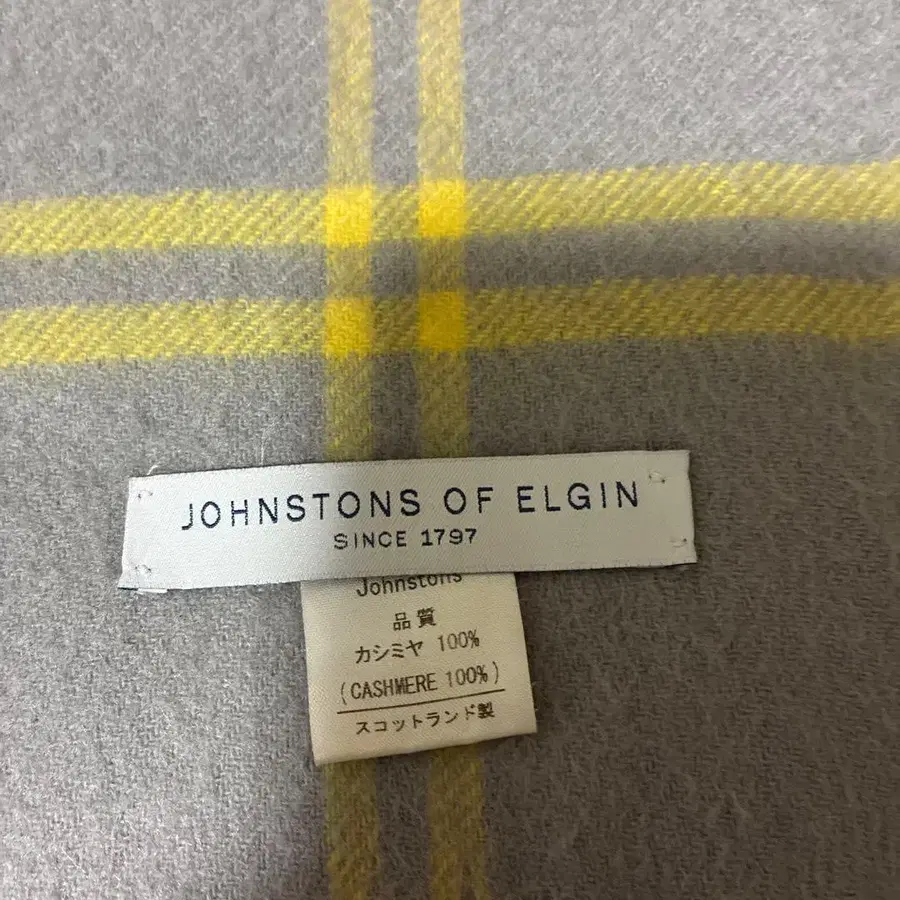 JOHNSTONS OF ELGIN
SINCE 1797
Johnstons
品質
カシミヤ 100%
(CASHMERE 100%)
スコットランド製